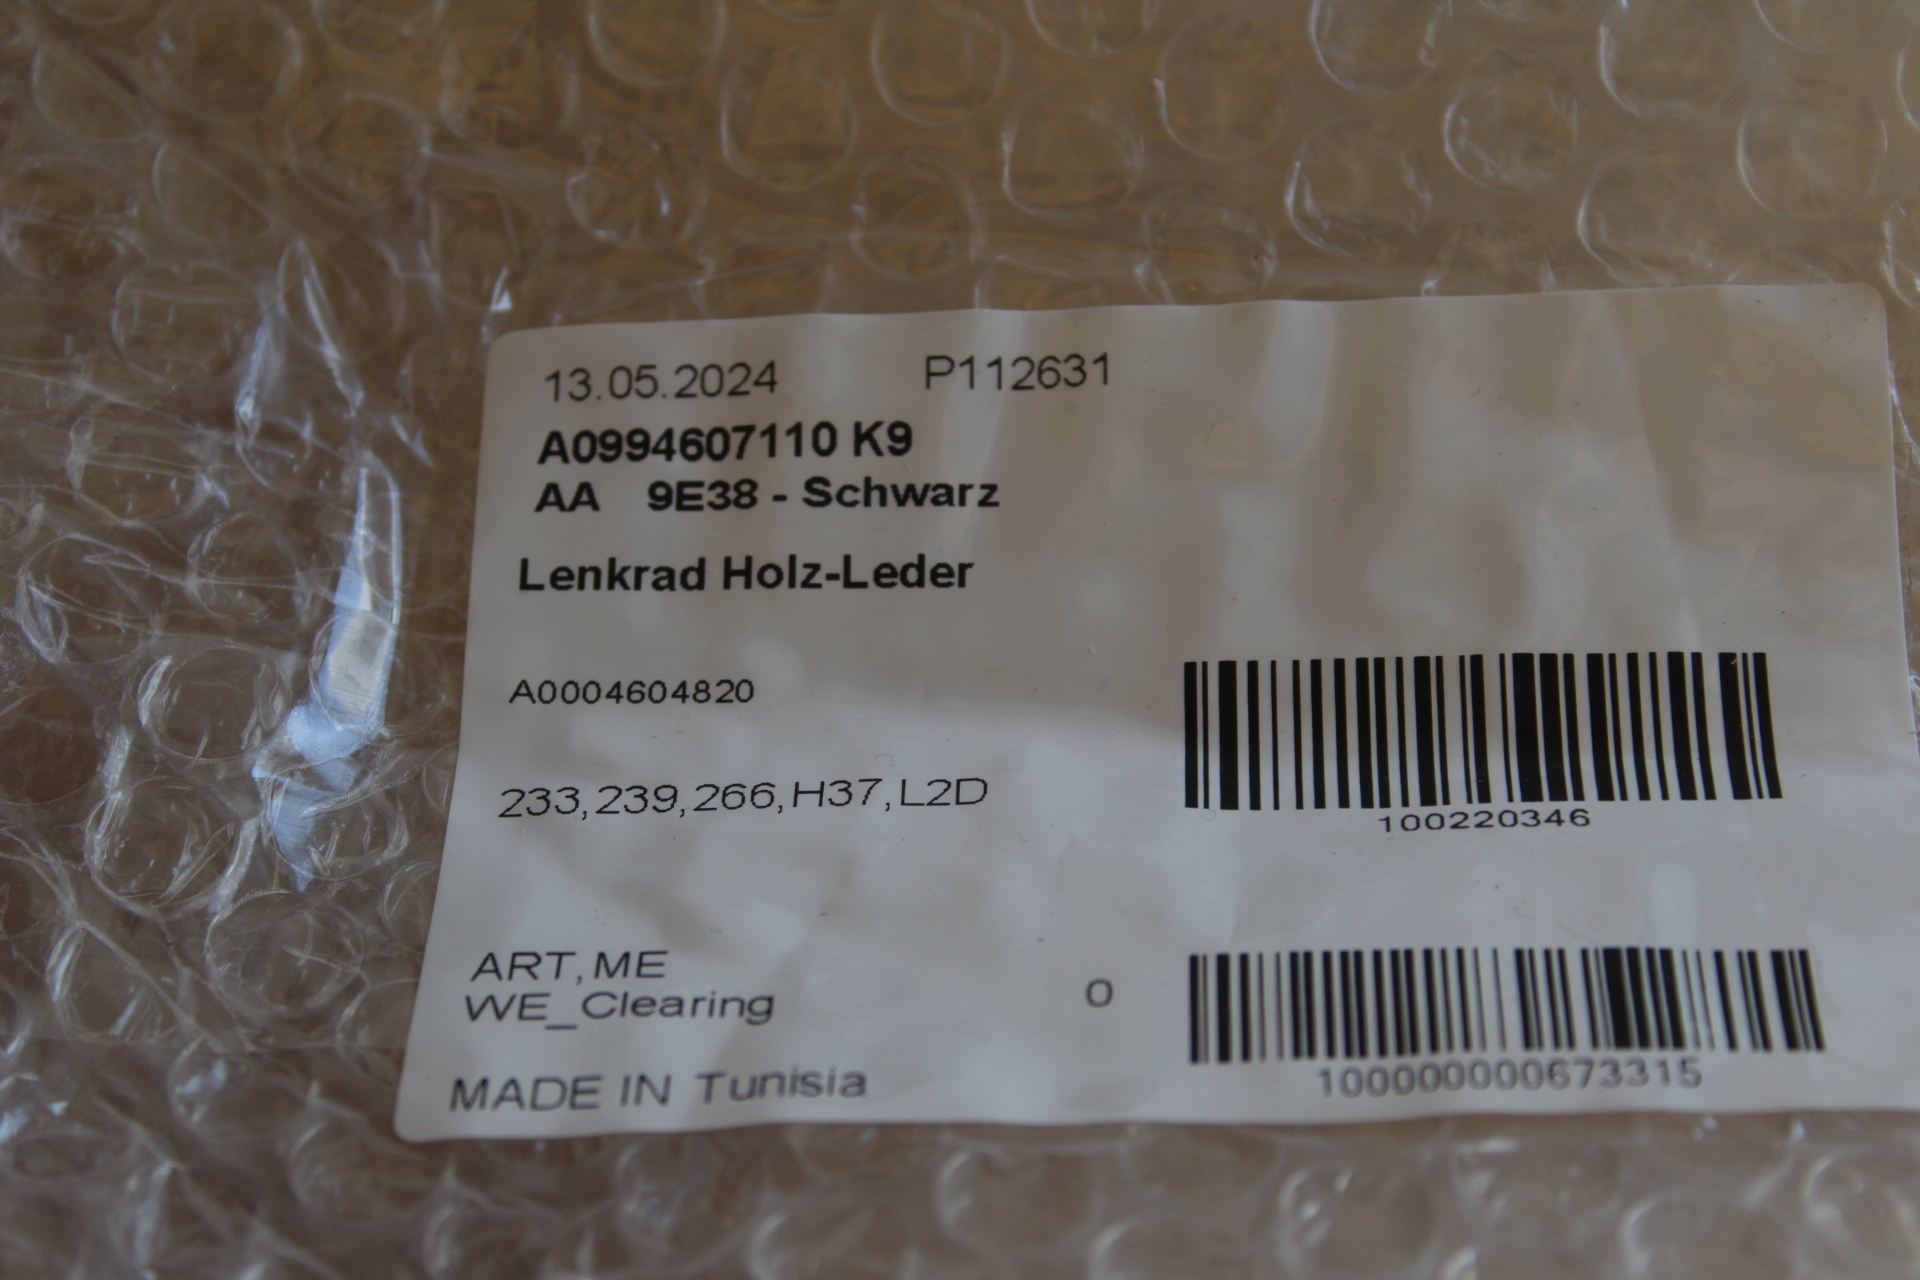 13.05.2024 P112631
A0994607110 K9
AA 9E38 - Schwarz
Lenkrad Holz-Leder
A0004604820
233,239,266,H37,L2D
100220346
ART,ME
WE_Clearing 0
100000000673315
MADE IN Tunisia